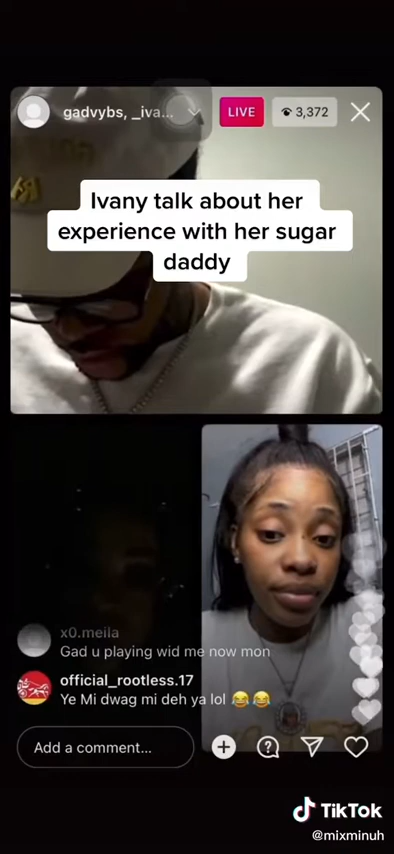 gadvybs, _iva...
LIVE
3,372
Ivany talk about her
experience with her sugar
daddy
x0.meila
Gad u playing wid me now mon
official_rootless.17
Ye Mi dwag mi deh ya lol 😂😂
Add a comment...
TikTok
@mixminuh